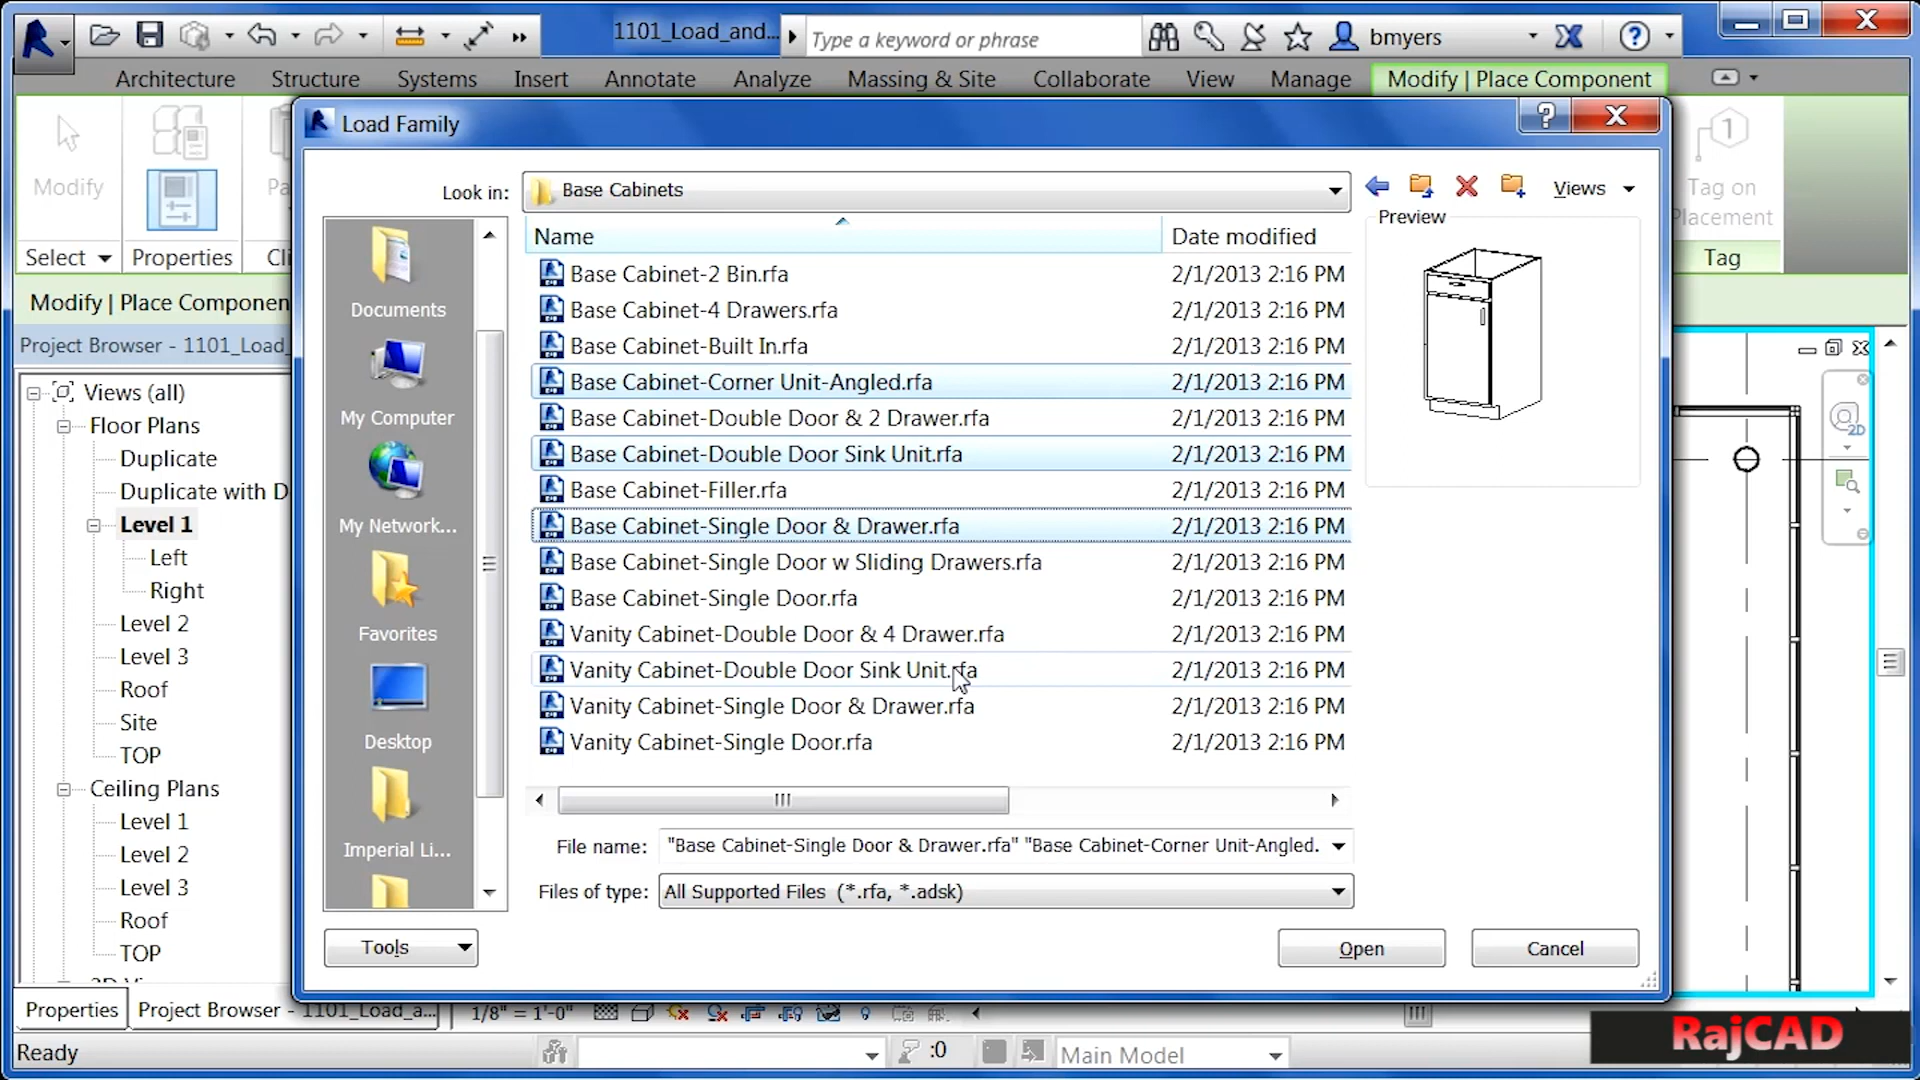 1101_Load_and...
Type a keyword or phrase
bmyers
Architecture Structure Systems Insert Annotate Analyze Massing & Site Collaborate View Manage Modify | Place Component
Load Family
Modify
Select
Properties
Tag on
Placement
Tag
Modify | Place Componen
Project Browser - 1101_Load_
Views (all)
Floor Plans
Duplicate
Duplicate with D
Level 1
Left
Right
Level 2
Level 3
Roof
Site
TOP
Ceiling Plans
Level 1
Level 2
Level 3
Roof
TOP
Look in: Base Cabinets
Views
Preview
Documents
My Computer
My Network...
Favorites
Desktop
Imperial Li...
Name Date modified
Base Cabinet-2 Bin.rfa 2/1/2013 2:16 PM
Base Cabinet-4 Drawers.rfa 2/1/2013 2:16 PM
Base Cabinet-Built In.rfa 2/1/2013 2:16 PM
Base Cabinet-Corner Unit-Angled.rfa 2/1/2013 2:16 PM
Base Cabinet-Double Door & 2 Drawer.rfa 2/1/2013 2:16 PM
Base Cabinet-Double Door Sink Unit.rfa 2/1/2013 2:16 PM
Base Cabinet-Filler.rfa 2/1/2013 2:16 PM
Base Cabinet-Single Door & Drawer.rfa 2/1/2013 2:16 PM
Base Cabinet-Single Door w Sliding Drawers.rfa 2/1/2013 2:16 PM
Base Cabinet-Single Door.rfa 2/1/2013 2:16 PM
Vanity Cabinet-Double Door & 4 Drawer.rfa 2/1/2013 2:16 PM
Vanity Cabinet-Double Door Sink Unit.rfa 2/1/2013 2:16 PM
Vanity Cabinet-Single Door & Drawer.rfa 2/1/2013 2:16 PM
Vanity Cabinet-Single Door.rfa 2/1/2013 2:16 PM
File name: "Base Cabinet-Single Door & Drawer.rfa" "Base Cabinet-Corner Unit-Angled.
Files of type: All Supported Files (*.rfa, *.adsk)
Tools
Open
Cancel
Properties
Project Browser - 1101_Load_a...
1/8" = 1'-0"
Ready
:0
Main Model
2D
RajCAD